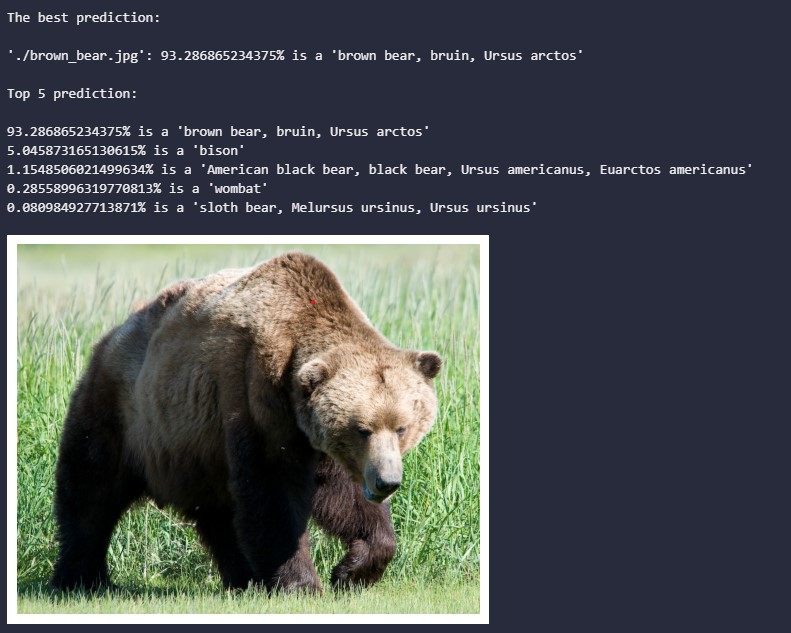 The best prediction:
'./brown_bear.jpg': 93.286865234375% is a 'brown bear, bruin, Ursus arctos'
Top 5 prediction:
93.286865234375% is a 'brown bear, bruin, Ursus arctos'
5.045873165130615% is a 'bison'
1.1548506021499634% is a 'American black bear, black bear, Ursus americanus, Euarctos americanus'
0.28558996319770813% is a 'wombat'
0.080984927713871% is a 'sloth bear, Melursus ursinus, Ursus ursinus'